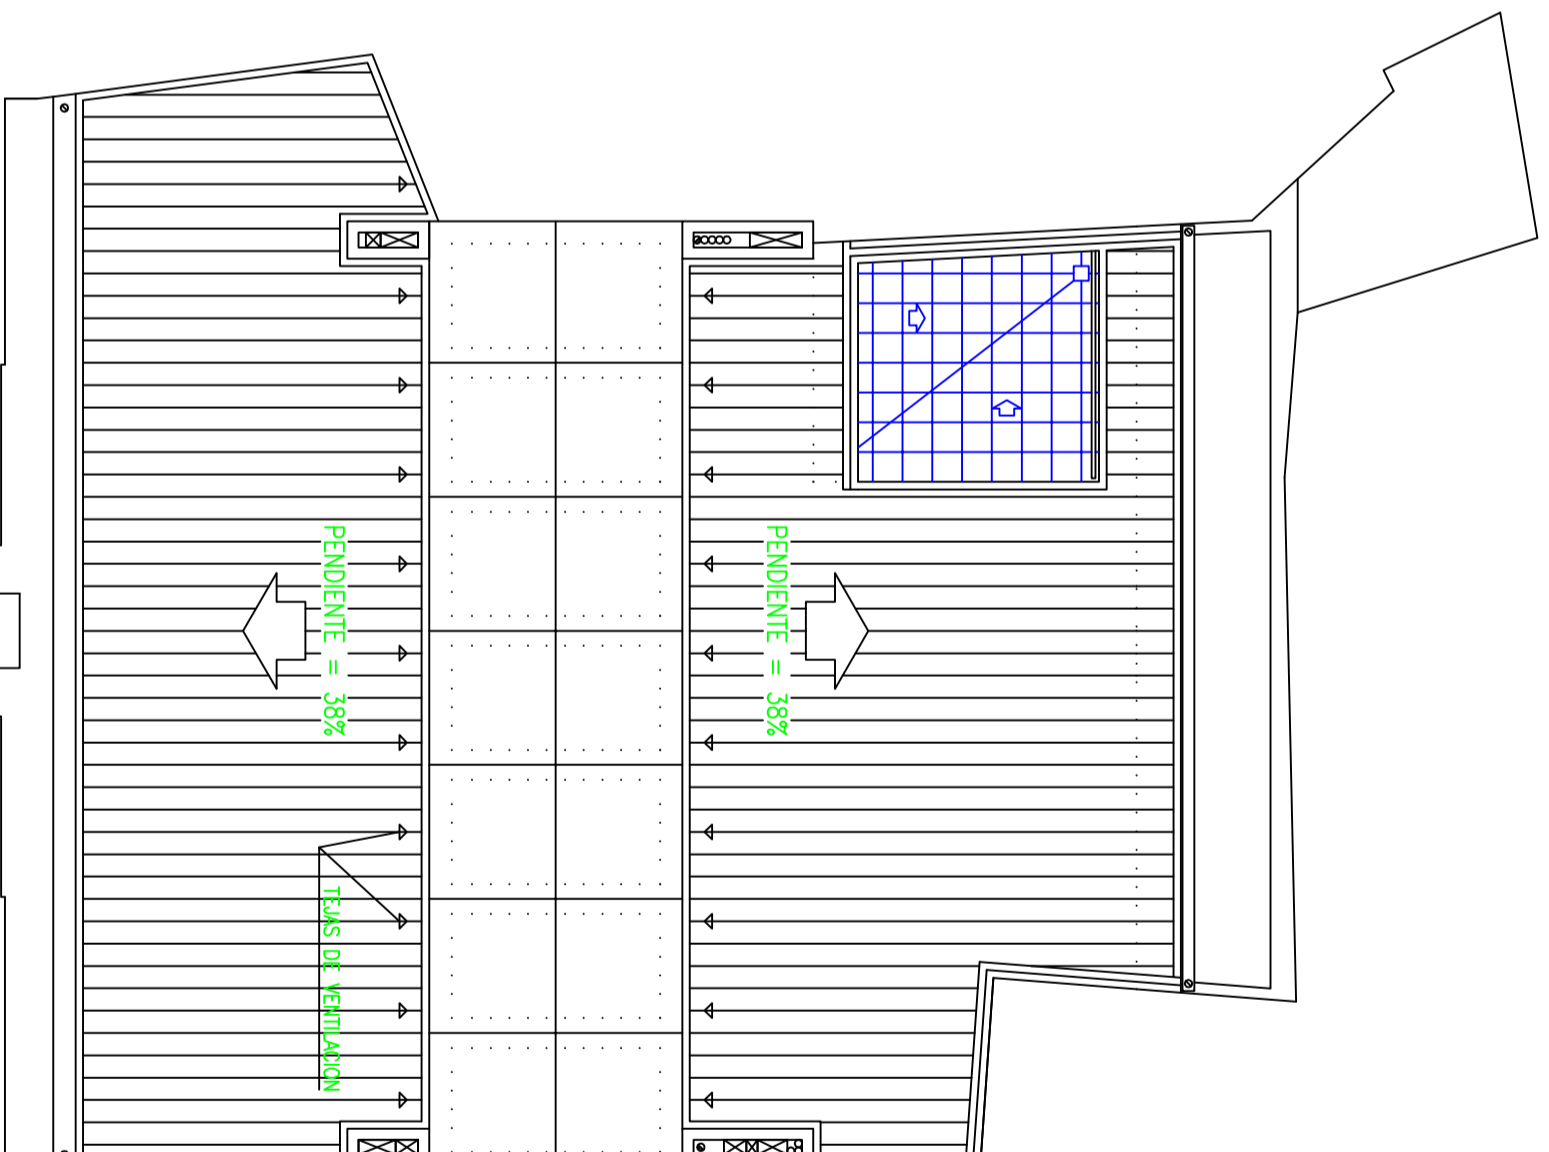 PENDIENTE = 38%
PENDIENTE = 38%
TEJAS DE VENTILACION